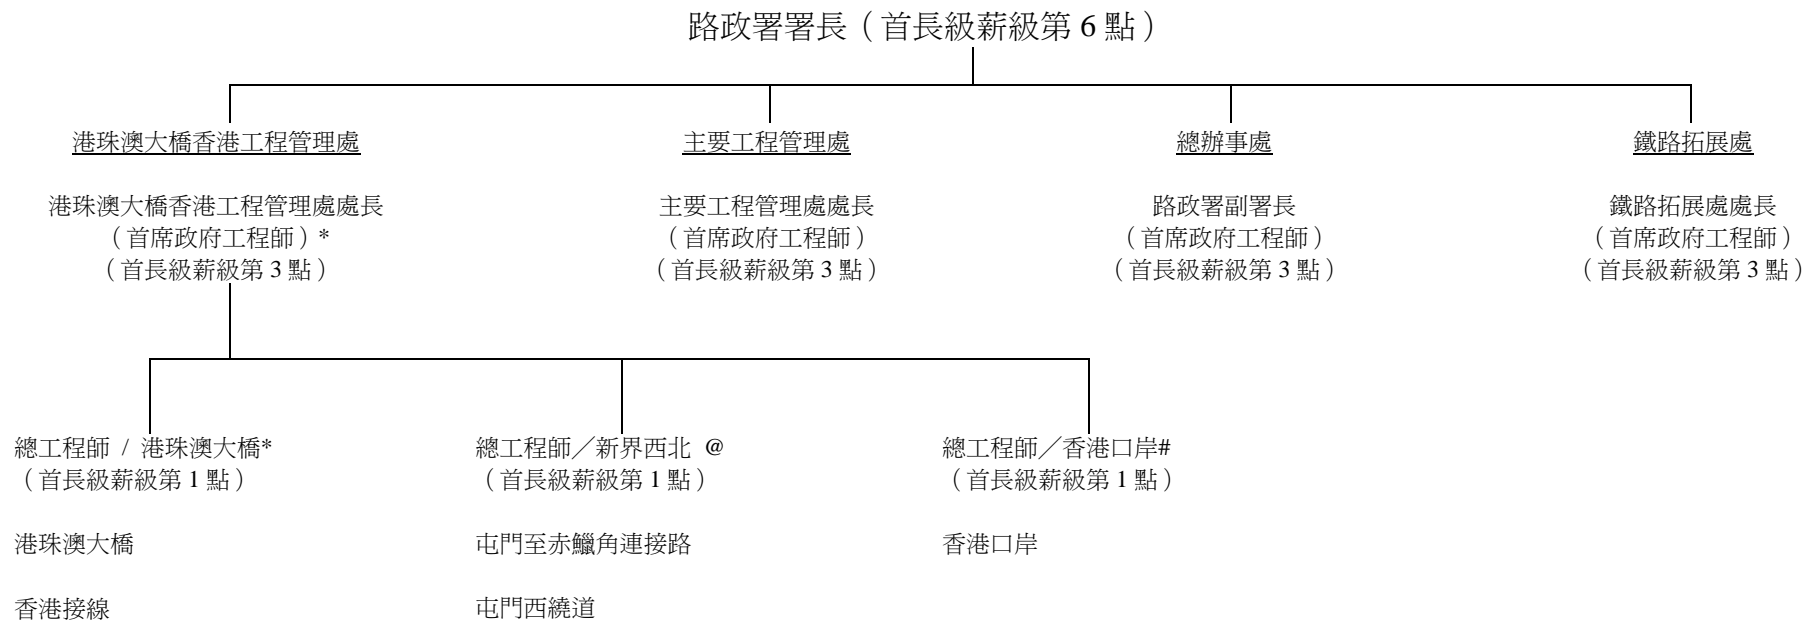 路政署署長（首長級薪級第 6 點）
港珠澳大橋香港工程管理處
主要工程管理處
總辦事處
鐵路拓展處
港珠澳大橋香港工程管理處處長
（首席政府工程師）*
（首長級薪級第 3 點）
主要工程管理處處長
（首席政府工程師）
（首長級薪級第 3 點）
路政署副署長
（首席政府工程師）
（首長級薪級第 3 點）
鐵路拓展處處長
（首席政府工程師）
（首長級薪級第 3 點）
總工程師 / 港珠澳大橋*
（首長級薪級第 1 點）
港珠澳大橋
香港接線
總工程師／新界西北 @
（首長級薪級第 1 點）
屯門至赤鱲角連接路
屯門西繞道
總工程師／香港口岸#
（首長級薪級第 1 點）
香港口岸